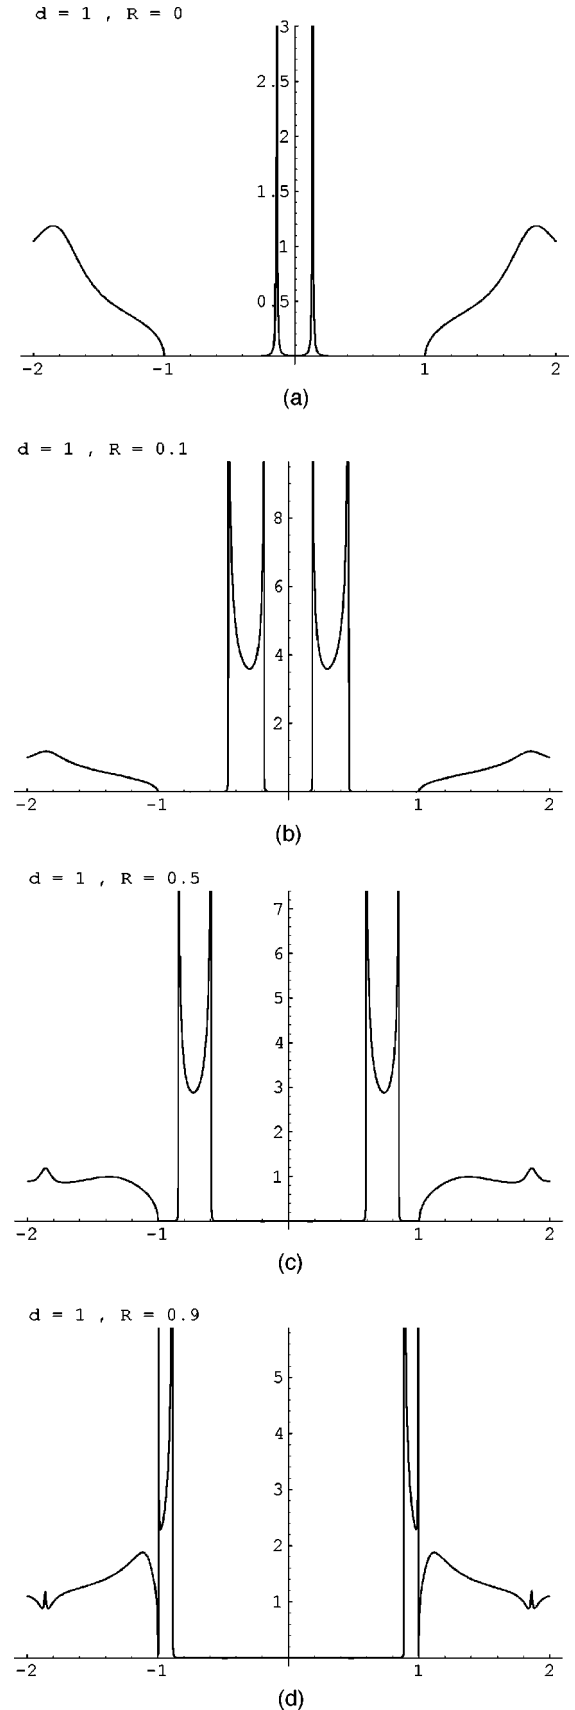 d = 1 , R = 0
3
2.5
2
1.5
1
0.5
-2 -1 1 2
(a)
d = 1 , R = 0.1
8
6
4
2
-2 -1 1 2
(b)
d = 1 , R = 0.5
7
6
5
4
3
2
1
-2 -1 1 2
(c)
d = 1 , R = 0.9
5
4
3
2
1
-2 -1 1 2
(d)